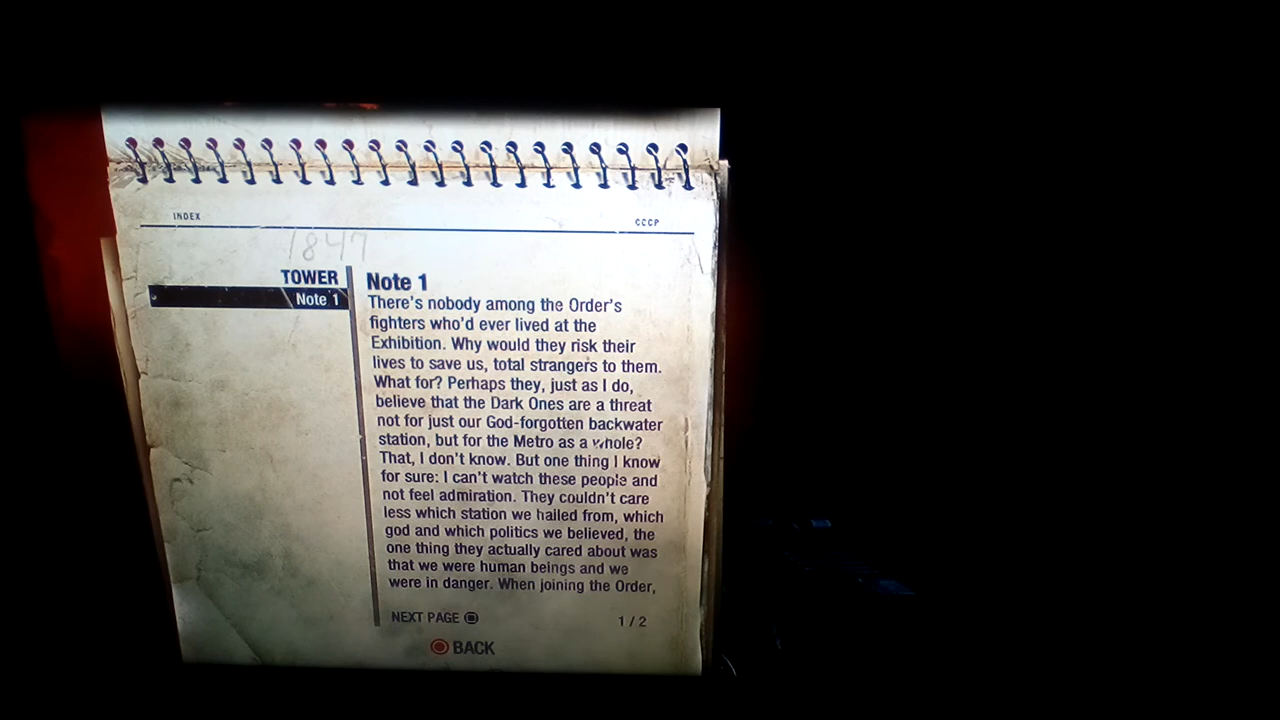 INDEX
CCCP
1847
TOWER
Note 1
Note 1
There's nobody among the Order's
fighters who'd ever lived at the
Exhibition. Why would they risk their
lives to save us, total strangers to them.
What for? Perhaps they, just as I do,
believe that the Dark Ones are a threat
not for just our God-forgotten backwater
station, but for the Metro as a whole?
That, I don't know. But one thing I know
for sure: I can't watch these people and
not feel admiration. They couldn't care
less which station we hailed from, which
god and which politics we believed, the
one thing they actually cared about was
that we were human beings and we
were in danger. When joining the Order,
NEXT PAGE
1 / 2
BACK